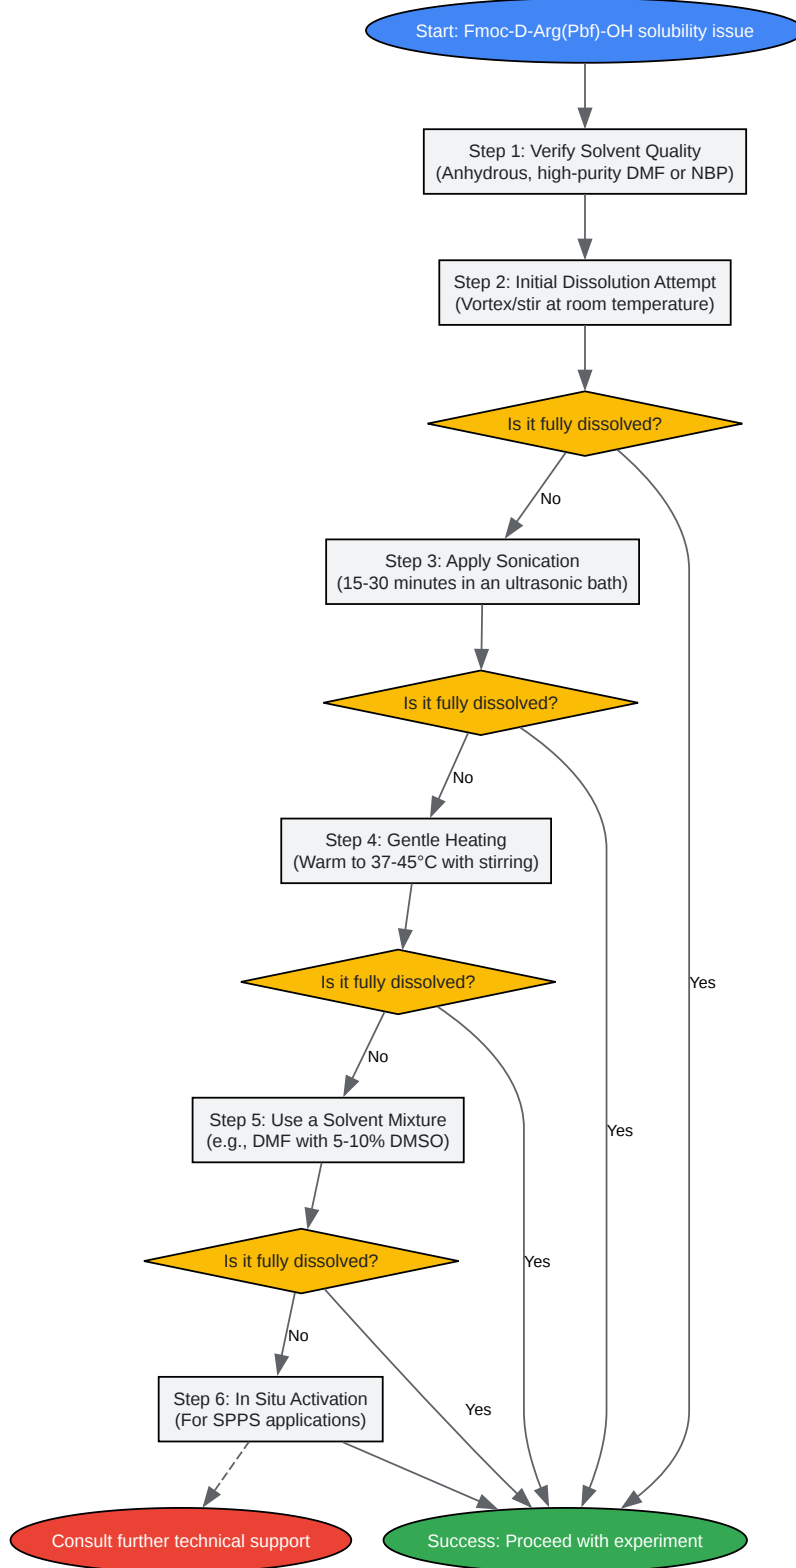 Start: Fmoc-D-Arg(Pbf)-OH solubility issue
Step 1: Verify Solvent Quality
(Anhydrous, high-purity DMF or NBP)
Step 2: Initial Dissolution Attempt
(Vortex/stir at room temperature)
Is it fully dissolved?
No
Step 3: Apply Sonication
(15-30 minutes in an ultrasonic bath)
Is it fully dissolved?
No
Step 4: Gentle Heating
(Warm to 37-45°C with stirring)
Is it fully dissolved?
Yes
No
Step 5: Use a Solvent Mixture
(e.g., DMF with 5-10% DMSO)
Yes
Is it fully dissolved?
Yes
No
Step 6: In Situ Activation
(For SPPS applications)
Yes
Consult further technical support
Success: Proceed with experiment